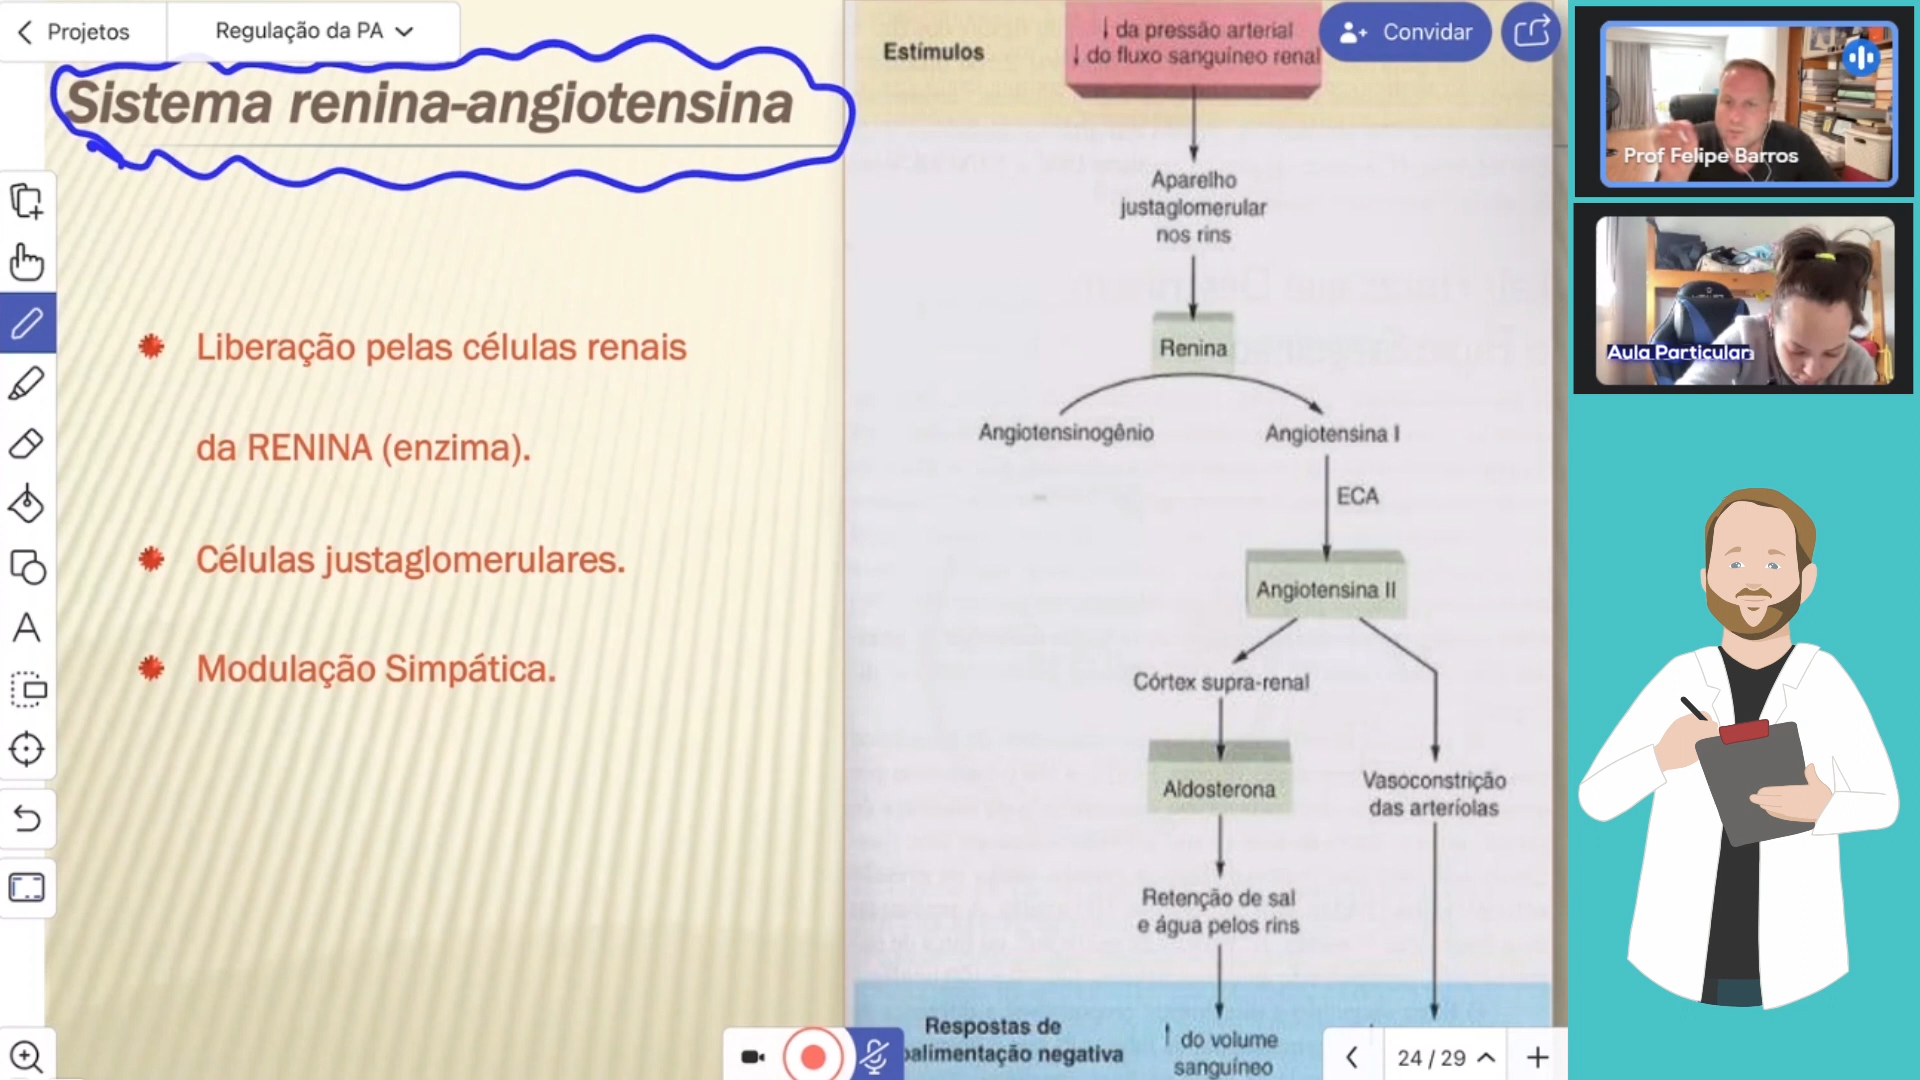 Projetos
Regulação da PA
Sistema renina-angiotensina
Liberação pelas células renais
da RENINA (enzima).
Células justaglomerulares.
Modulação Simpática.
Estímulos
↓ da pressão arterial
↓ do fluxo sanguíneo renal
Convidar
Aparelho
justaglomerular
nos rins
Renina
Angiotensinogênio
Angiotensina I
ECA
Angiotensina II
Córtex supra-renal
Aldosterona
Vasoconstrição
das arteríolas
Retenção de sal
e água pelos rins
Respostas de
oalimentação negativa
↑ do volume
sanguíneo
24 / 29
Prof Felipe Barros
Aula Particular